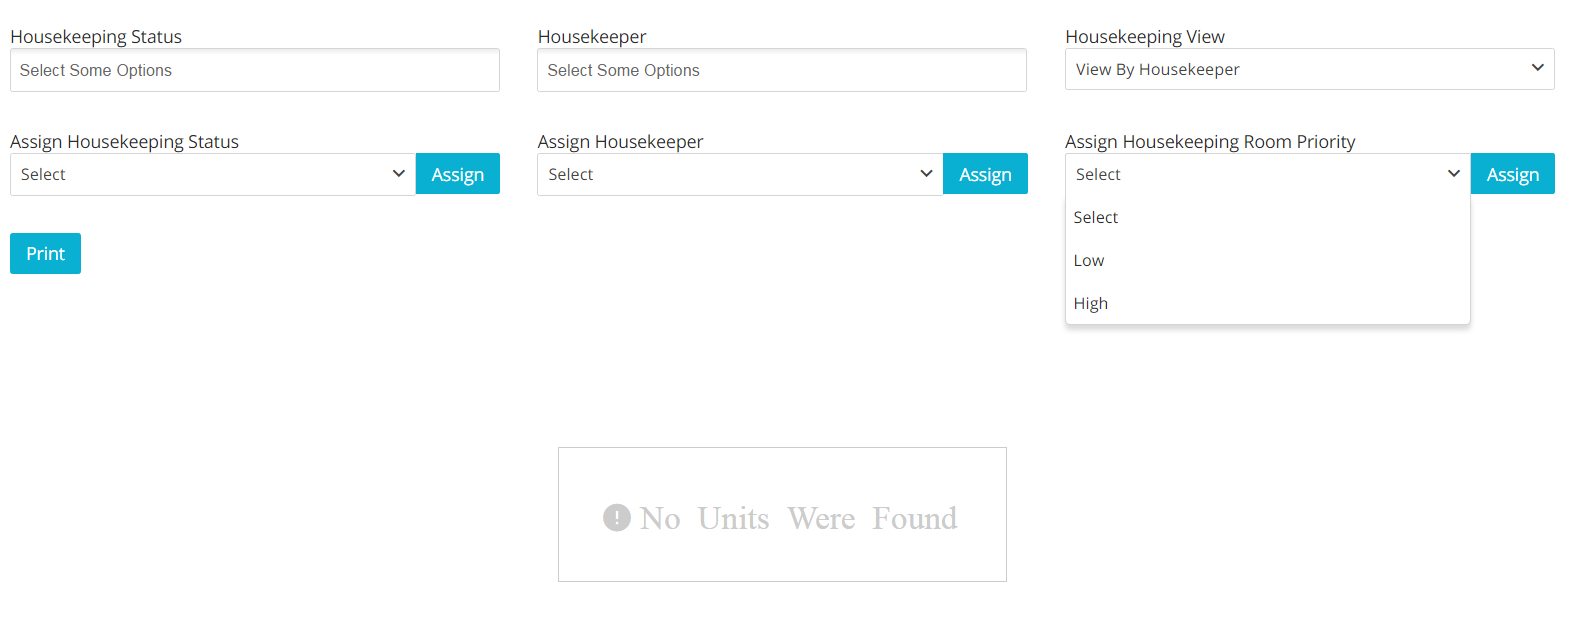 Housekeeping Status
Housekeeper
Housekeeping View
Select Some Options
Select Some Options
View By Housekeeper
Assign Housekeeping Status
Assign Housekeeper
Assign Housekeeping Room Priority
Select
Assign
Select
Assign
Select
Assign
Select
Low
High
Print
No Units Were Found